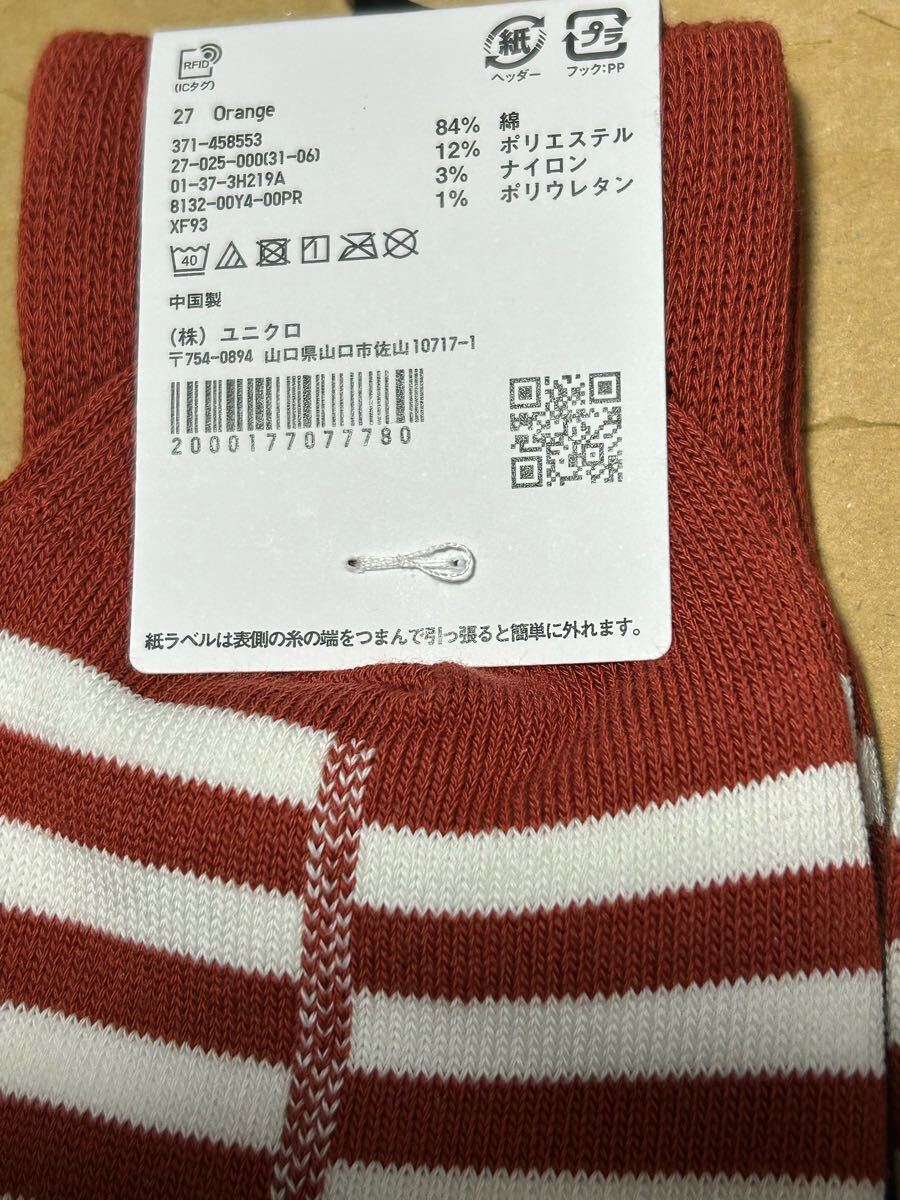 RFID
(ICタグ)
紙
ヘッダー
プラ
フック:PP
27 Orange
371-458553
27-025-000(31-06)
01-37-3H219A
8132-00Y4-00PR
XF93
84% 綿
12% ポリエステル
3% ナイロン
1% ポリウレタン
40
中国製
(株) ユニクロ
〒754-0894 山口県山口市佐山10717-1
2000177077780
紙ラベルは表側の糸の端をつまんで引っ張ると簡単に外れます。